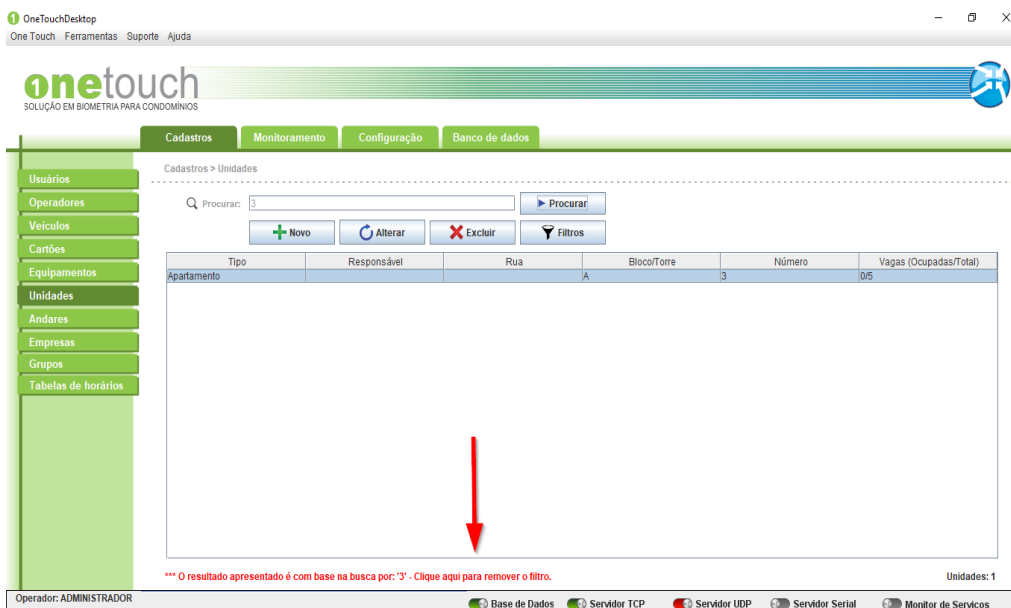 OneTouchDesktop
One Touch Ferramentas Suporte Ajuda
onetouch
SOLUÇÃO EM BIOMETRIA PARA CONDOMÍNIOS
Cadastros Monitoramento Configuração Banco de dados
Cadastros > Unidades
Usuários
Operadores
Veículos
Cartões
Equipamentos
Unidades
Andares
Empresas
Grupos
Tabelas de horários
Procurar: 3 Procurar
Novo Alterar Excluir Filtros
Tipo Responsável Rua Bloco/Torre Número Vagas (Ocupadas/Total)
Apartamento A 3 0/5
*** O resultado apresentado é com base na busca por: '3' - Clique aqui para remover o filtro. Unidades: 1
Operador: ADMINISTRADOR Base de Dados Servidor TCP Servidor UDP Servidor Serial Monitor de Serviços